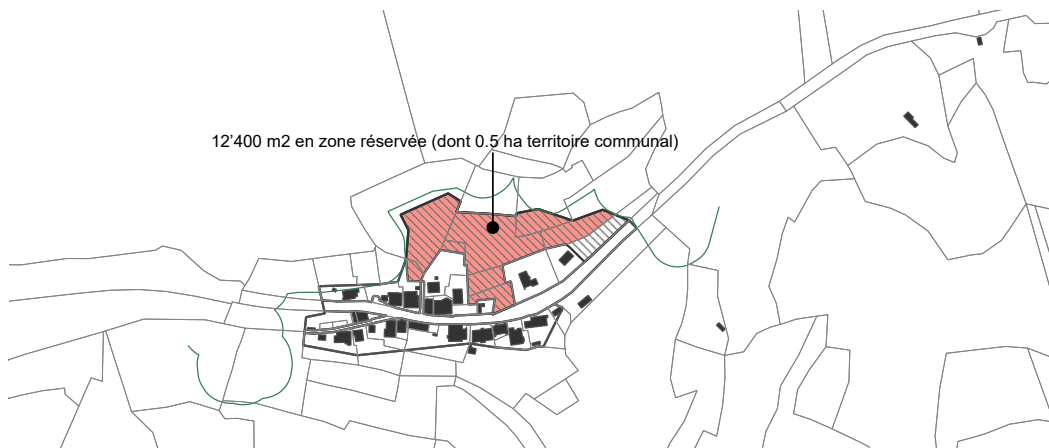 12’400 m2 en zone réservée (dont 0.5 ha territoire communal)